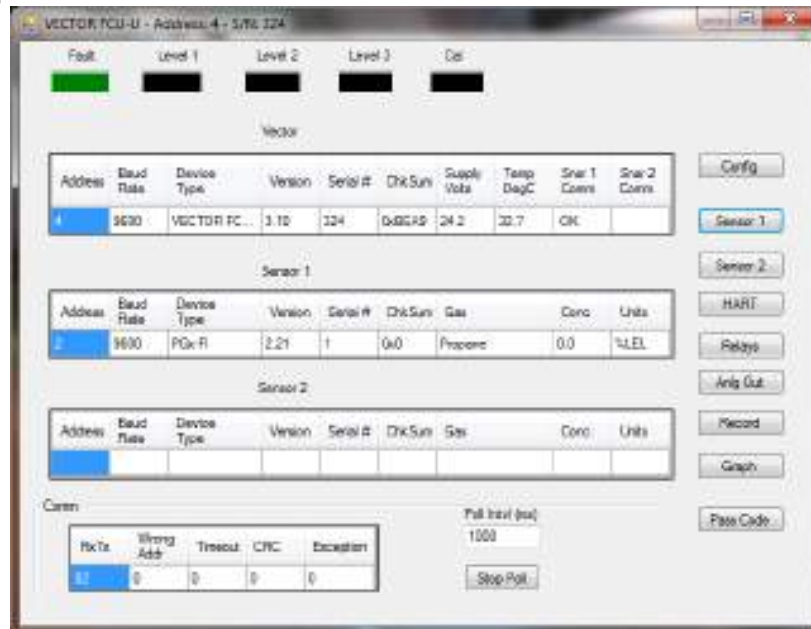 VECTOR FCU-U - Address: 4 - S/N: 324
Fault Level 1 Level 2 Level 3 Cal
Vector
Address Baud Rate Device Type Version Serial # ChkSum Supply Volts Temp DegC Snsr 1 Comm Snsr 2 Comm
4 9600 VECTOR FC... 3.10 324 24.2 32.7 OK
Sensor 1
Address Baud Rate Device Type Version Serial # ChkSum Gas Conc Units
2 9600 2.21 1 0x0 Propane 0.0 %LEL
Sensor 2
Address Baud Rate Device Type Version Serial # ChkSum Gas Conc Units
Comm
Rx Tx Wrong Addr Timeout CRC Exception
82 0 0 0 0
Poll Intrvl (ms)
1000
Stop Poll
Config
Sensor 1
Sensor 2
HART
Relays
Anlg Out
Record
Graph
Pass Code